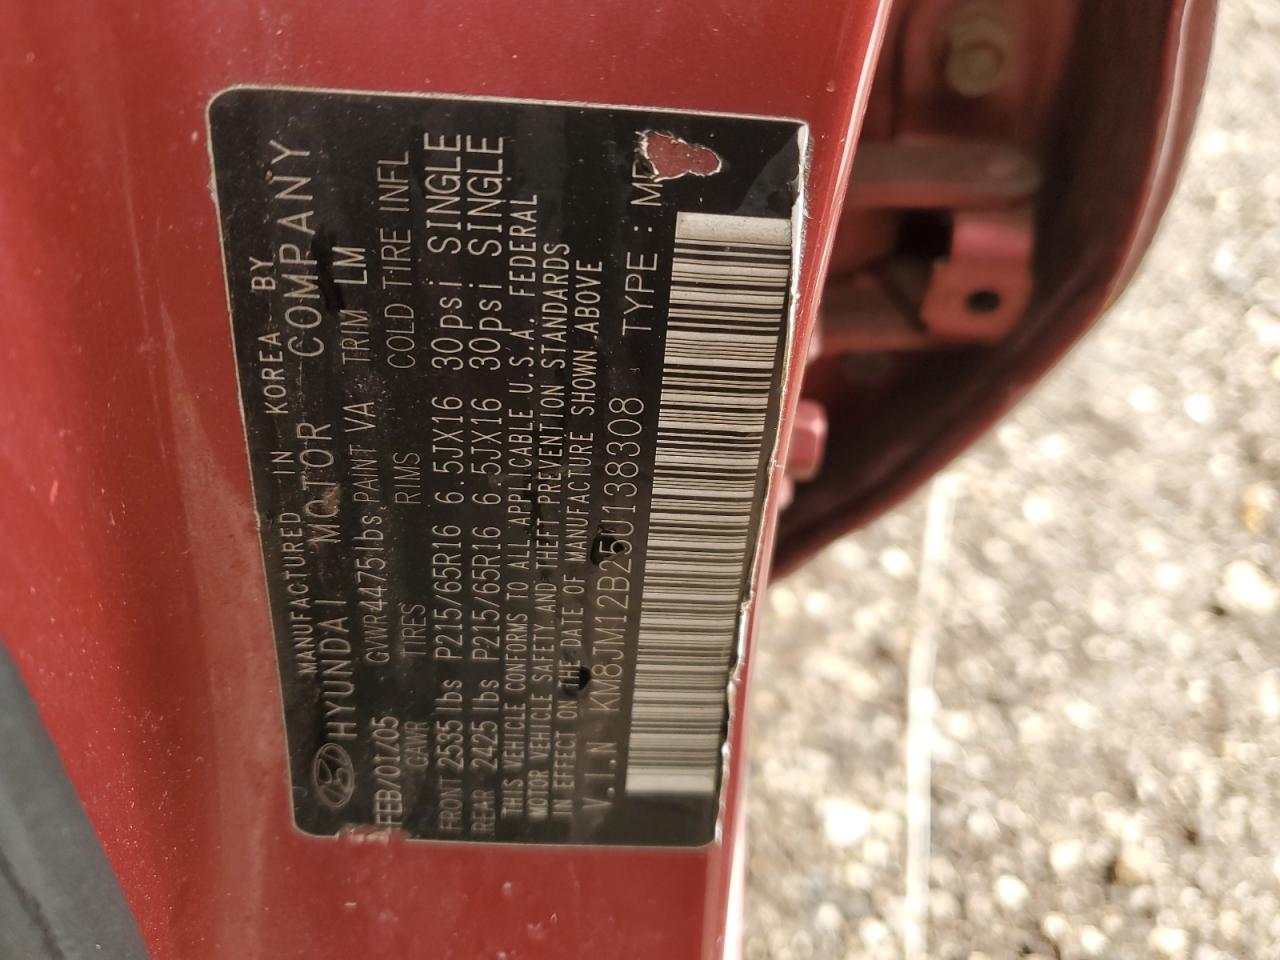 MANUFACTURED IN KOREA BY
HYUNDAI MOTOR COMPANY
FEB/01/05 GVWR 4475lbs PAINT VA TRIM LM
GAWR TIRES RIMS COLD TIRE INFL
FRONT 2535lbs P215/65R16 6.5JX16 30psi SINGLE
REAR 2425lbs P215/65R16 6.5JX16 30psi SINGLE
THIS VEHICLE CONFORMS TO ALL APPLICABLE U.S.A. FEDERAL
MOTOR VEHICLE SAFETY AND THEFT PREVENTION STANDARDS
IN EFFECT ON THE DATE OF MANUFACTURE SHOWN ABOVE
V.I.N KM8JM12B25U138308 TYPE: